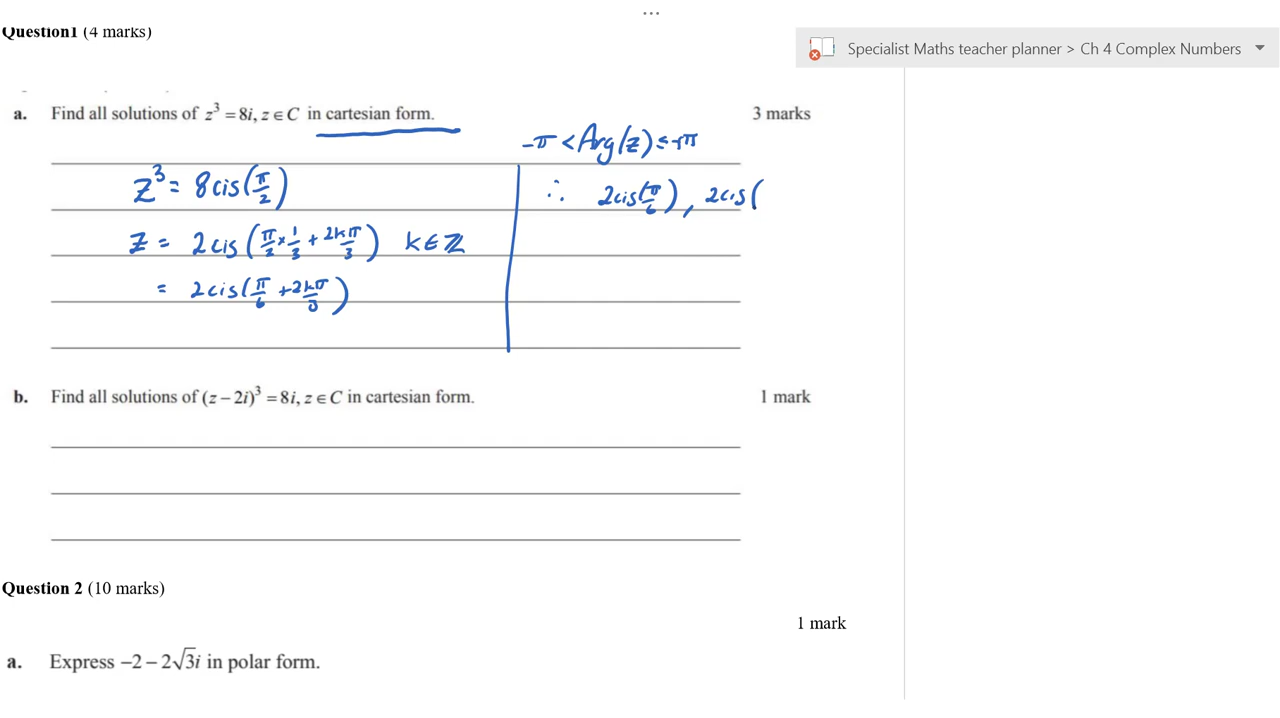 ...
Question1 (4 marks)
Specialist Maths teacher planner > Ch 4 Complex Numbers
a. Find all solutions of z³ = 8i, z ∈ C in cartesian form. 3 marks
-π < Arg(z) ≤ π
z³ = 8cis(π/2)
∴ 2cis(π/6), 2cis(
z = 2cis(π/2 × 1/3 + 2kπ/3) k ∈ ℤ
= 2cis(π/6 + 2kπ/3)
b. Find all solutions of (z – 2i)³ = 8i, z ∈ C in cartesian form. 1 mark
Question 2 (10 marks)
1 mark
a. Express –2 – 2√3i in polar form.